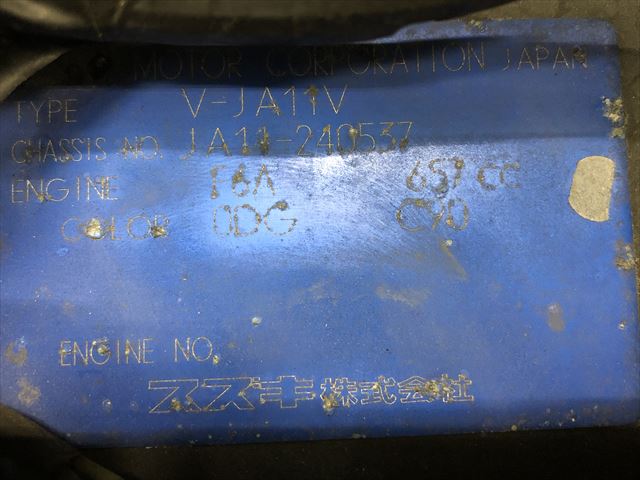 MOTOR CORPORATION JAPAN
TYPE V-JA11V
CHASSIS NO. JA11-240537
ENGINE F6A 657 CC
COLOR 0DG
ENGINE NO.
スズキ株式会社